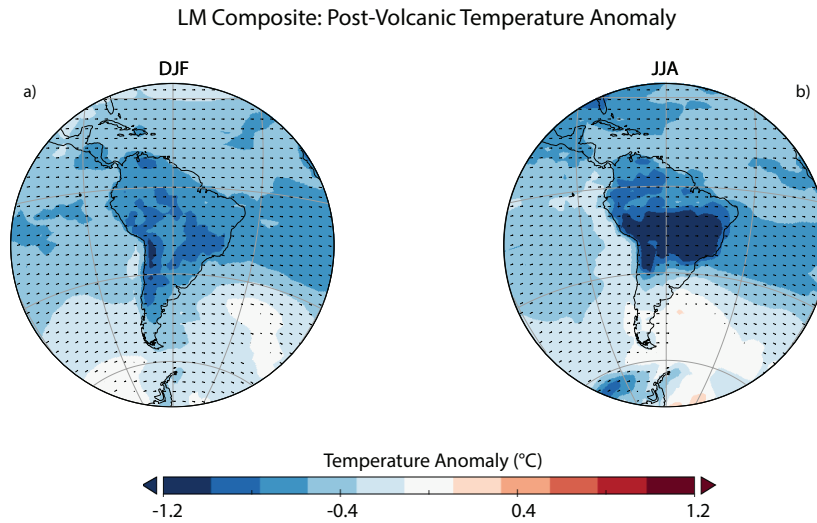 LM Composite: Post-Volcanic Temperature Anomaly
DJF
JJA
a)
b)
Temperature Anomaly (°C)
-1.2
-0.4
0.4
1.2